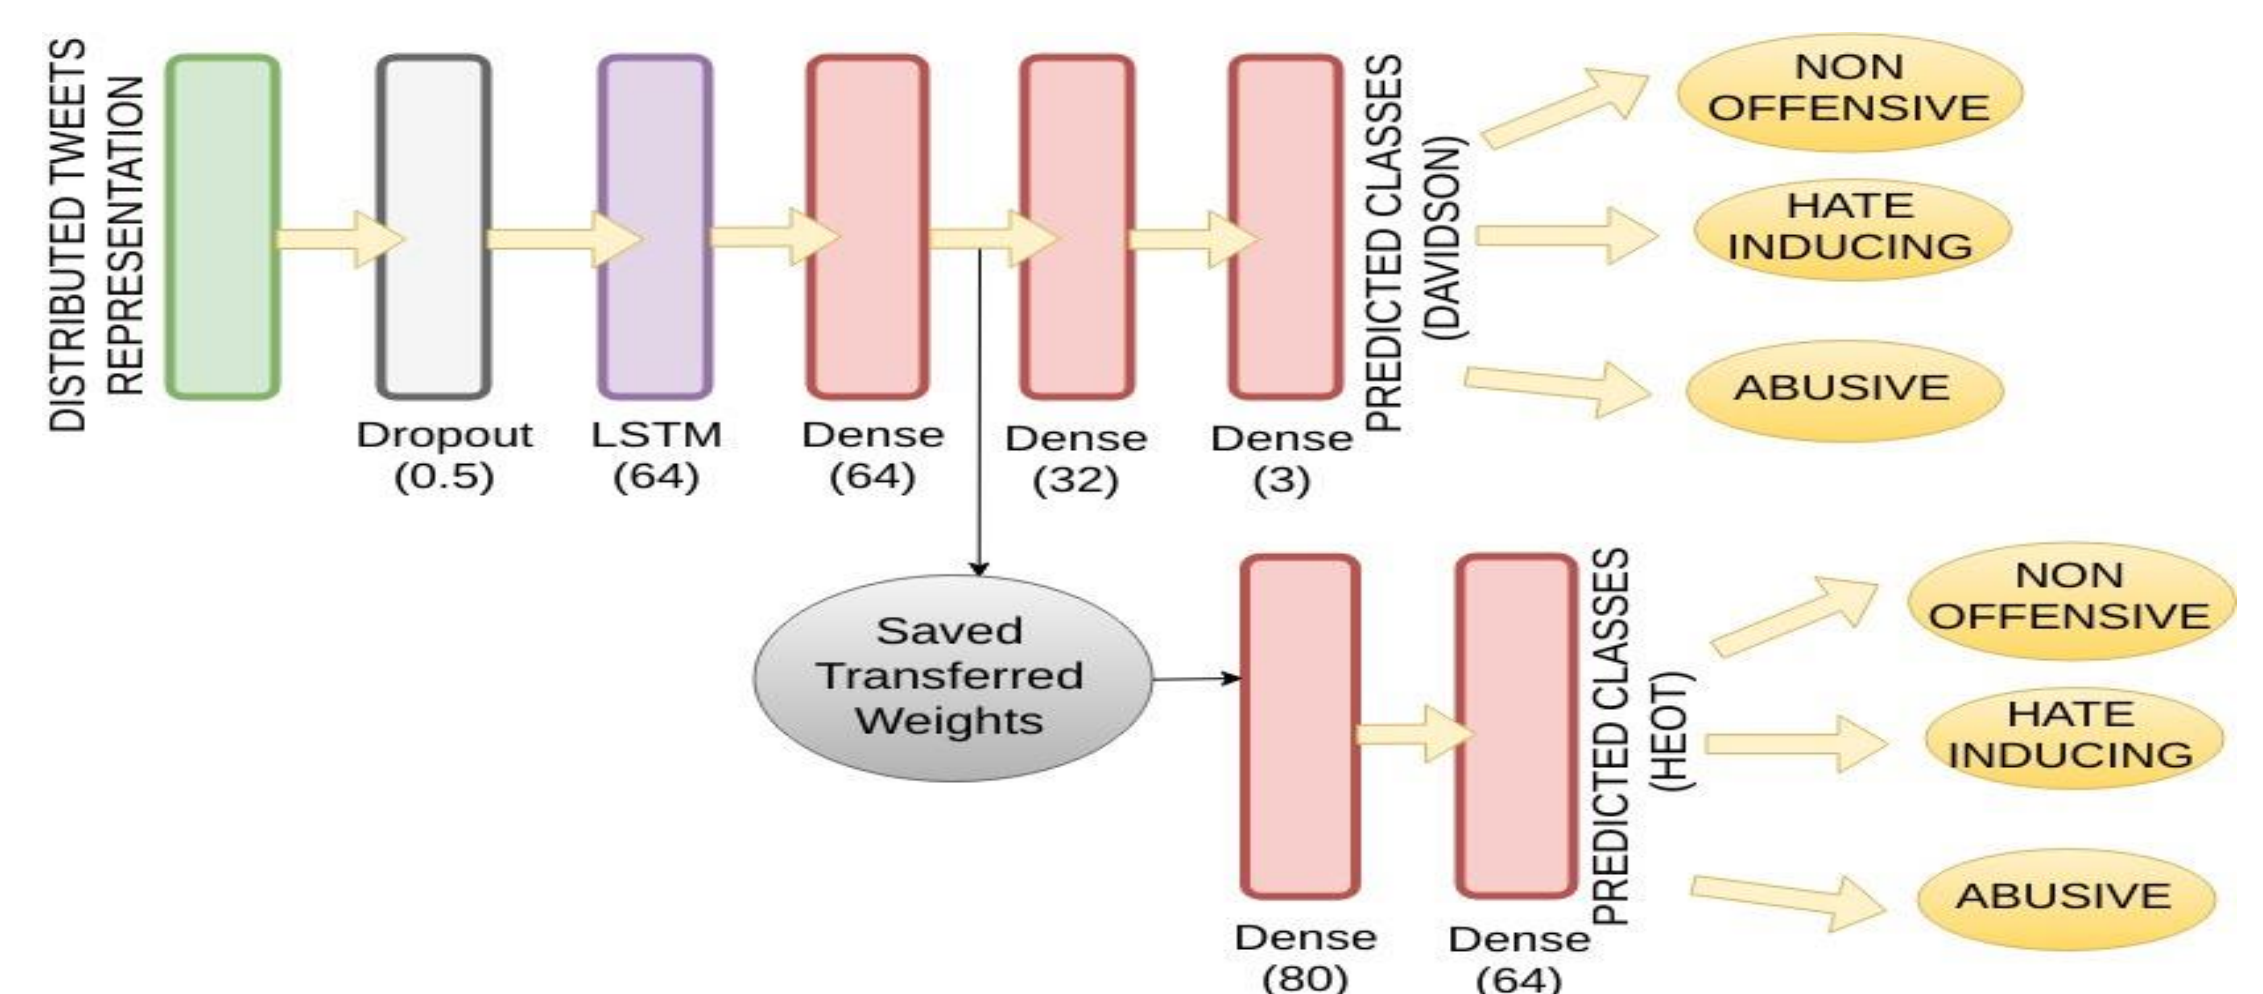 DISTRIBUTED TWEETS
REPRESENTATION
Dropout
(0.5)
LSTM
(64)
Dense
(64)
Dense
(32)
Dense
(3)
PREDICTED CLASSES
(DAVIDSON)
NON
OFFENSIVE
HATE
INDUCING
ABUSIVE
Saved
Transferred
Weights
Dense
(80)
Dense
(64)
PREDICTED CLASSES
(HEOT)
NON
OFFENSIVE
HATE
INDUCING
ABUSIVE